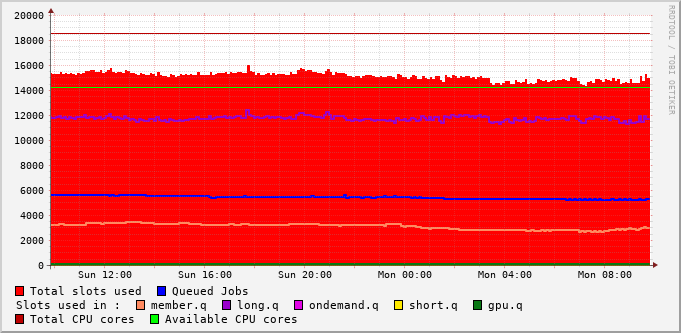 RRDTOOL / TOBI OETIKER
20000
18000
16000
14000
12000
10000
8000
6000
4000
2000
0
Sun 12:00 Sun 16:00 Sun 20:00 Mon 00:00 Mon 04:00 Mon 08:00
Total slots used Queued Jobs
Slots used in : member.q long.q ondemand.q short.q gpu.q
Total CPU cores Available CPU cores